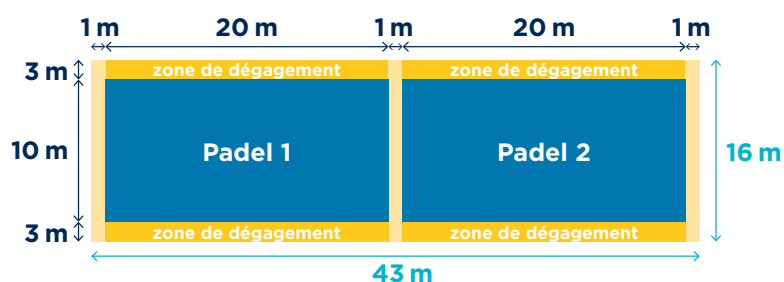 1 m 20 m 1 m 20 m 1 m
3 m zone de dégagement zone de dégagement
10 m Padel 1 Padel 2 16 m
3 m zone de dégagement zone de dégagement
43 m